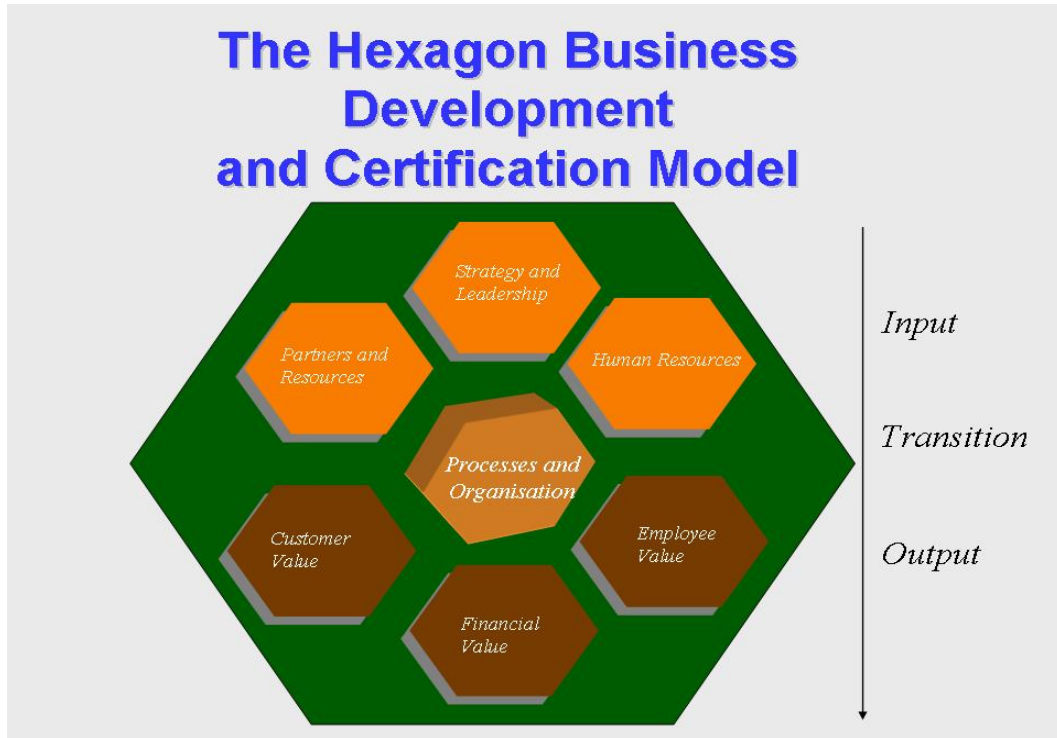 The Hexagon Business
Development
and Certification Model
Strategy and
Leadership
Partners and
Resources
Human Resources
Processes and
Organisation
Customer
Value
Employee
Value
Financial
Value
Input
Transition
Output